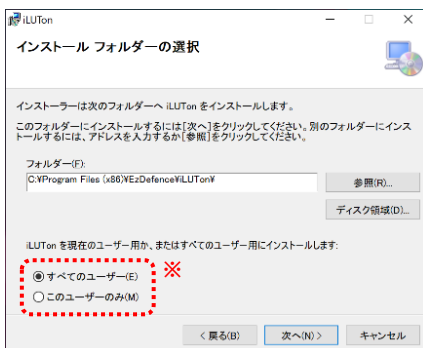 iLUTon
インストール フォルダーの選択
インストーラーは次のフォルダーへ iLUTon をインストールします。
このフォルダーにインストールするには[次へ]をクリックしてください。別のフォルダーにインス
トールするには、アドレスを入力するか[参照]をクリックしてください。
フォルダー(F):
C:¥Program Files (x86)¥EzDefence¥iLUTon¥
参照(R)...
ディスク領域(D)...
iLUTon を現在のユーザー用か、またはすべてのユーザー用にインストールします:
すべてのユーザー(E)
※
このユーザーのみ(M)
< 戻る(B)
次へ(N) >
キャンセル